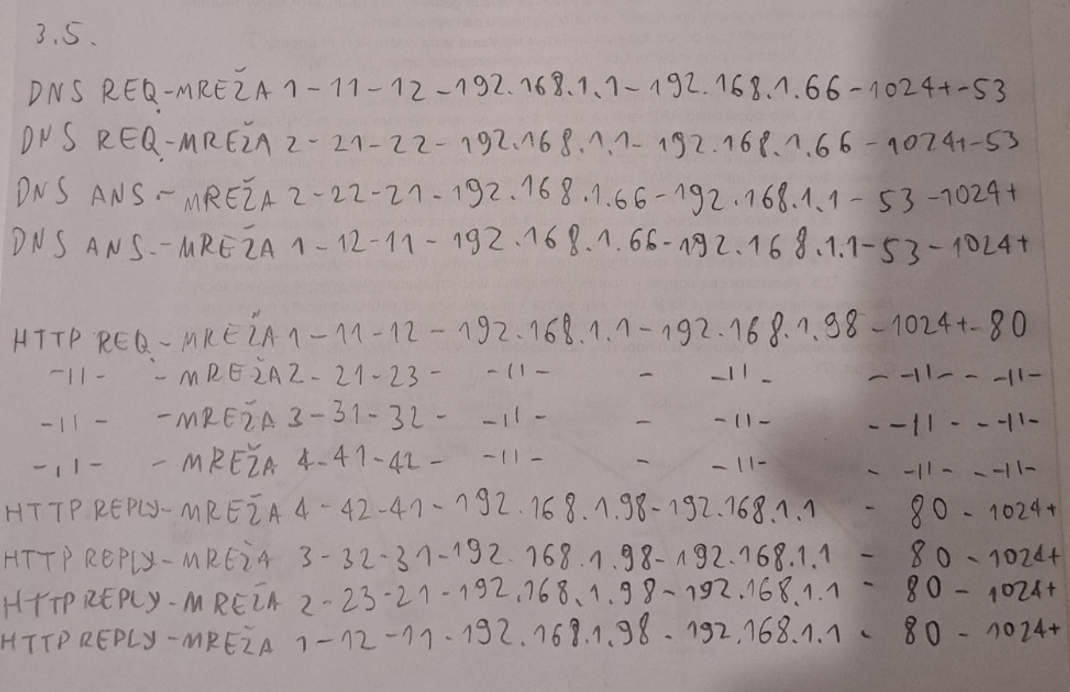 3.5.
DNS REQ.-MREŽA 1-11-12-192.168.1.1-192.168.1.66-1024+-53
DNS REQ.-MREŽA 2-21-22-192.168.1.1-192.168.1.66-1024+-53
DNS ANS.-MREŽA 2-22-21-192.168.1.66-192.168.1.1-53-1024+
DNS ANS.-MREŽA 1-12-11-192.168.1.66-192.168.1.1-53-1024+
HTTP REQ.-MREŽA 1-11-12-192.168.1.1-192.168.1.98-1024+-80
-11- -MREŽA 2-21-23- -11- - -11- - -11- - -11-
-11- -MREŽA 3-31-32- -11- - -11- - -11- - -11-
-11- -MREŽA 4-41-42- -11- - -11- - -11- - -11-
HTTP REPLY-MREŽA 4-42-41-192.168.1.98-192.168.1.1 - 80-1024+
HTTP REPLY-MREŽA 3-32-31-192.168.1.98-192.168.1.1 - 80-1024+
HTTP REPLY-MREŽA 2-23-21-192.168.1.98-192.168.1.1 - 80-1024+
HTTP REPLY-MREŽA 1-12-11-192.168.1.98-192.168.1.1 - 80-1024+